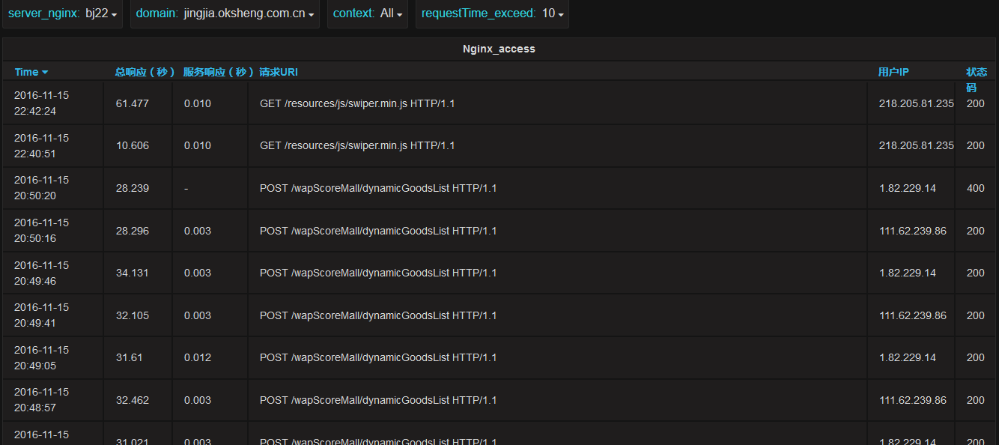 server_nginx: bj22 domain: jingjia.oksheng.com.cn context: All requestTime_exceed: 10
Nginx_access
Time 总响应（秒） 服务响应（秒） 请求URI 用户IP 状态码
2016-11-15 22:42:24 61.477 0.010 GET /resources/js/swiper.min.js HTTP/1.1 218.205.81.235 200
2016-11-15 22:40:51 10.606 0.010 GET /resources/js/swiper.min.js HTTP/1.1 218.205.81.235 200
2016-11-15 20:50:20 28.239 - POST /wapScoreMall/dynamicGoodsList HTTP/1.1 1.82.229.14 400
2016-11-15 20:50:16 28.296 0.003 POST /wapScoreMall/dynamicGoodsList HTTP/1.1 111.62.239.86 200
2016-11-15 20:49:46 34.131 0.003 POST /wapScoreMall/dynamicGoodsList HTTP/1.1 1.82.229.14 200
2016-11-15 20:49:41 32.105 0.003 POST /wapScoreMall/dynamicGoodsList HTTP/1.1 111.62.239.86 200
2016-11-15 20:49:05 31.61 0.012 POST /wapScoreMall/dynamicGoodsList HTTP/1.1 1.82.229.14 200
2016-11-15 20:48:57 32.462 0.003 POST /wapScoreMall/dynamicGoodsList HTTP/1.1 111.62.239.86 200
2016-11-15 31.021 0.003 POST /wapScoreMall/dynamicGoodsList HTTP/1.1 1.82.229.14 200